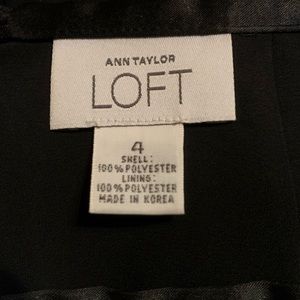 ANN TAYLOR
LOFT
4
SHELL:
100% POLYESTER
LINING:
100% POLYESTER
MADE IN KOREA